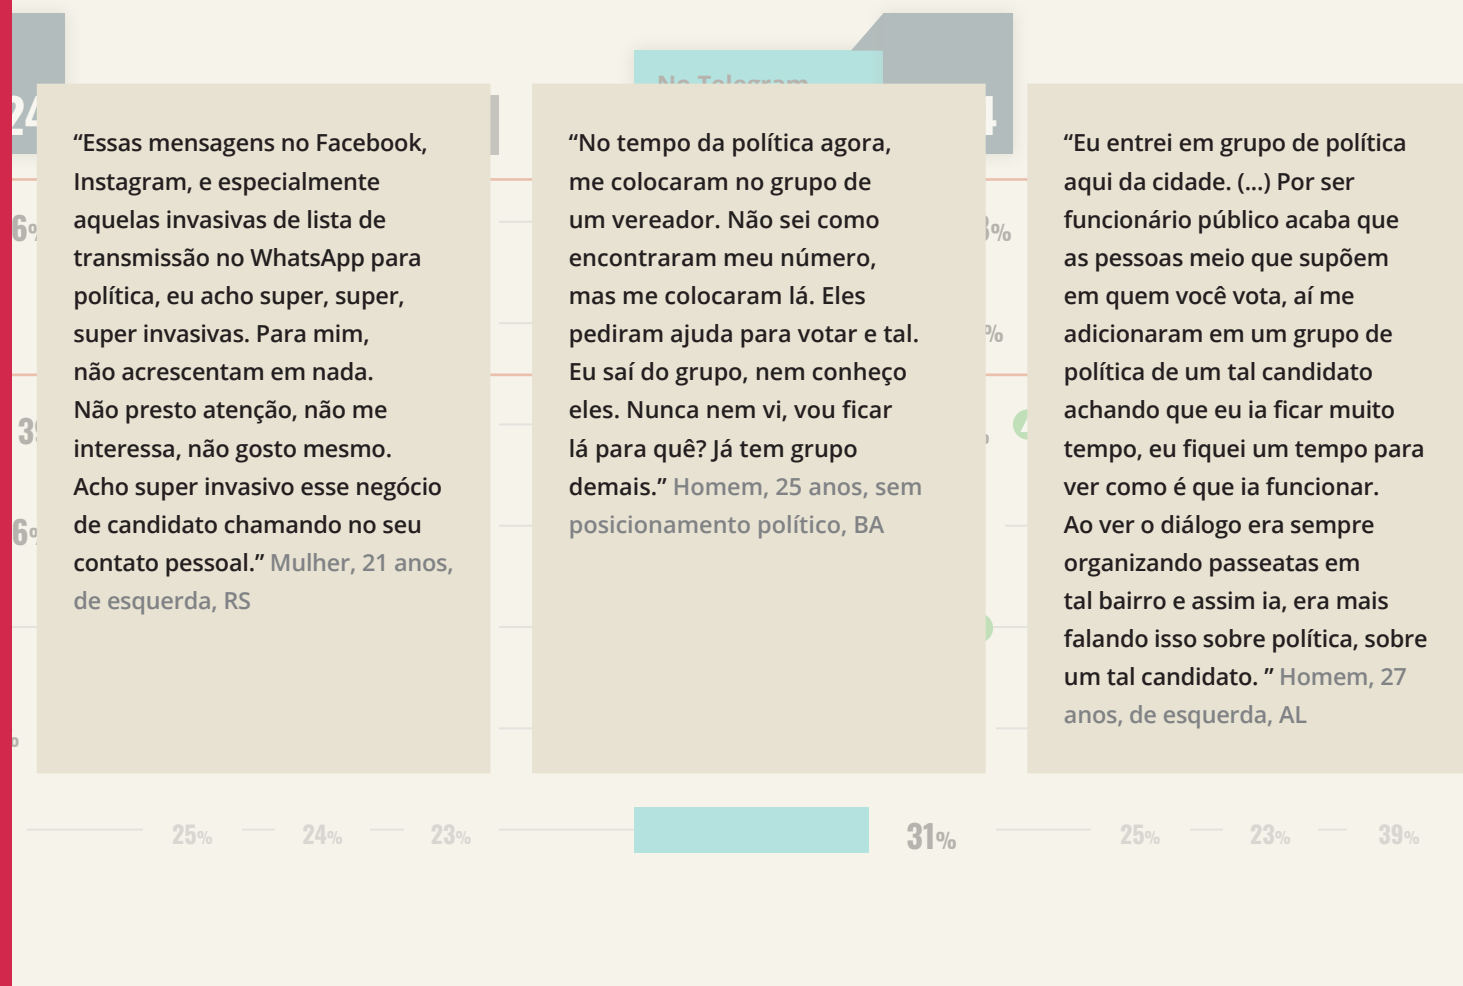 No Telegram
“Essas mensagens no Facebook,
Instagram, e especialmente
aquelas invasivas de lista de
transmissão no WhatsApp para
política, eu acho super, super,
super invasivas. Para mim,
não acrescentam em nada.
Não presto atenção, não me
interessa, não gosto mesmo.
Acho super invasivo esse negócio
de candidato chamando no seu
contato pessoal.” Mulher, 21 anos,
de esquerda, RS
“No tempo da política agora,
me colocaram no grupo de
um vereador. Não sei como
encontraram meu número,
mas me colocaram lá. Eles
pediram ajuda para votar e tal.
Eu saí do grupo, nem conheço
eles. Nunca nem vi, vou ficar
lá para quê? Já tem grupo
demais.” Homem, 25 anos, sem
posicionamento político, BA
“Eu entrei em grupo de política
aqui da cidade. (...) Por ser
funcionário público acaba que
as pessoas meio que supõem
em quem você vota, aí me
adicionaram em um grupo de
política de um tal candidato
achando que eu ia ficar muito
tempo, eu fiquei um tempo para
ver como é que ia funcionar.
Ao ver o diálogo era sempre
organizando passeatas em
tal bairro e assim ia, era mais
falando isso sobre política, sobre
um tal candidato. ” Homem, 27
anos, de esquerda, AL
25% 24% 23% 31% 25% 23% 39%